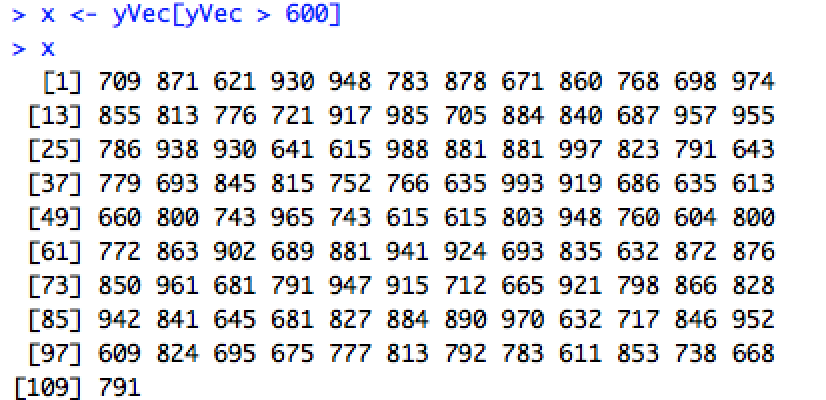 > x <- yVec[yVec > 600]
> x
[1] 709 871 621 930 948 783 878 671 860 768 698 974
[13] 855 813 776 721 917 985 705 884 840 687 957 955
[25] 786 938 930 641 615 988 881 881 997 823 791 643
[37] 779 693 845 815 752 766 635 993 919 686 635 613
[49] 660 800 743 965 743 615 615 803 948 760 604 800
[61] 772 863 902 689 881 941 924 693 835 632 872 876
[73] 850 961 681 791 947 915 712 665 921 798 866 828
[85] 942 841 645 681 827 884 890 970 632 717 846 952
[97] 609 824 695 675 777 813 792 783 611 853 738 668
[109] 791